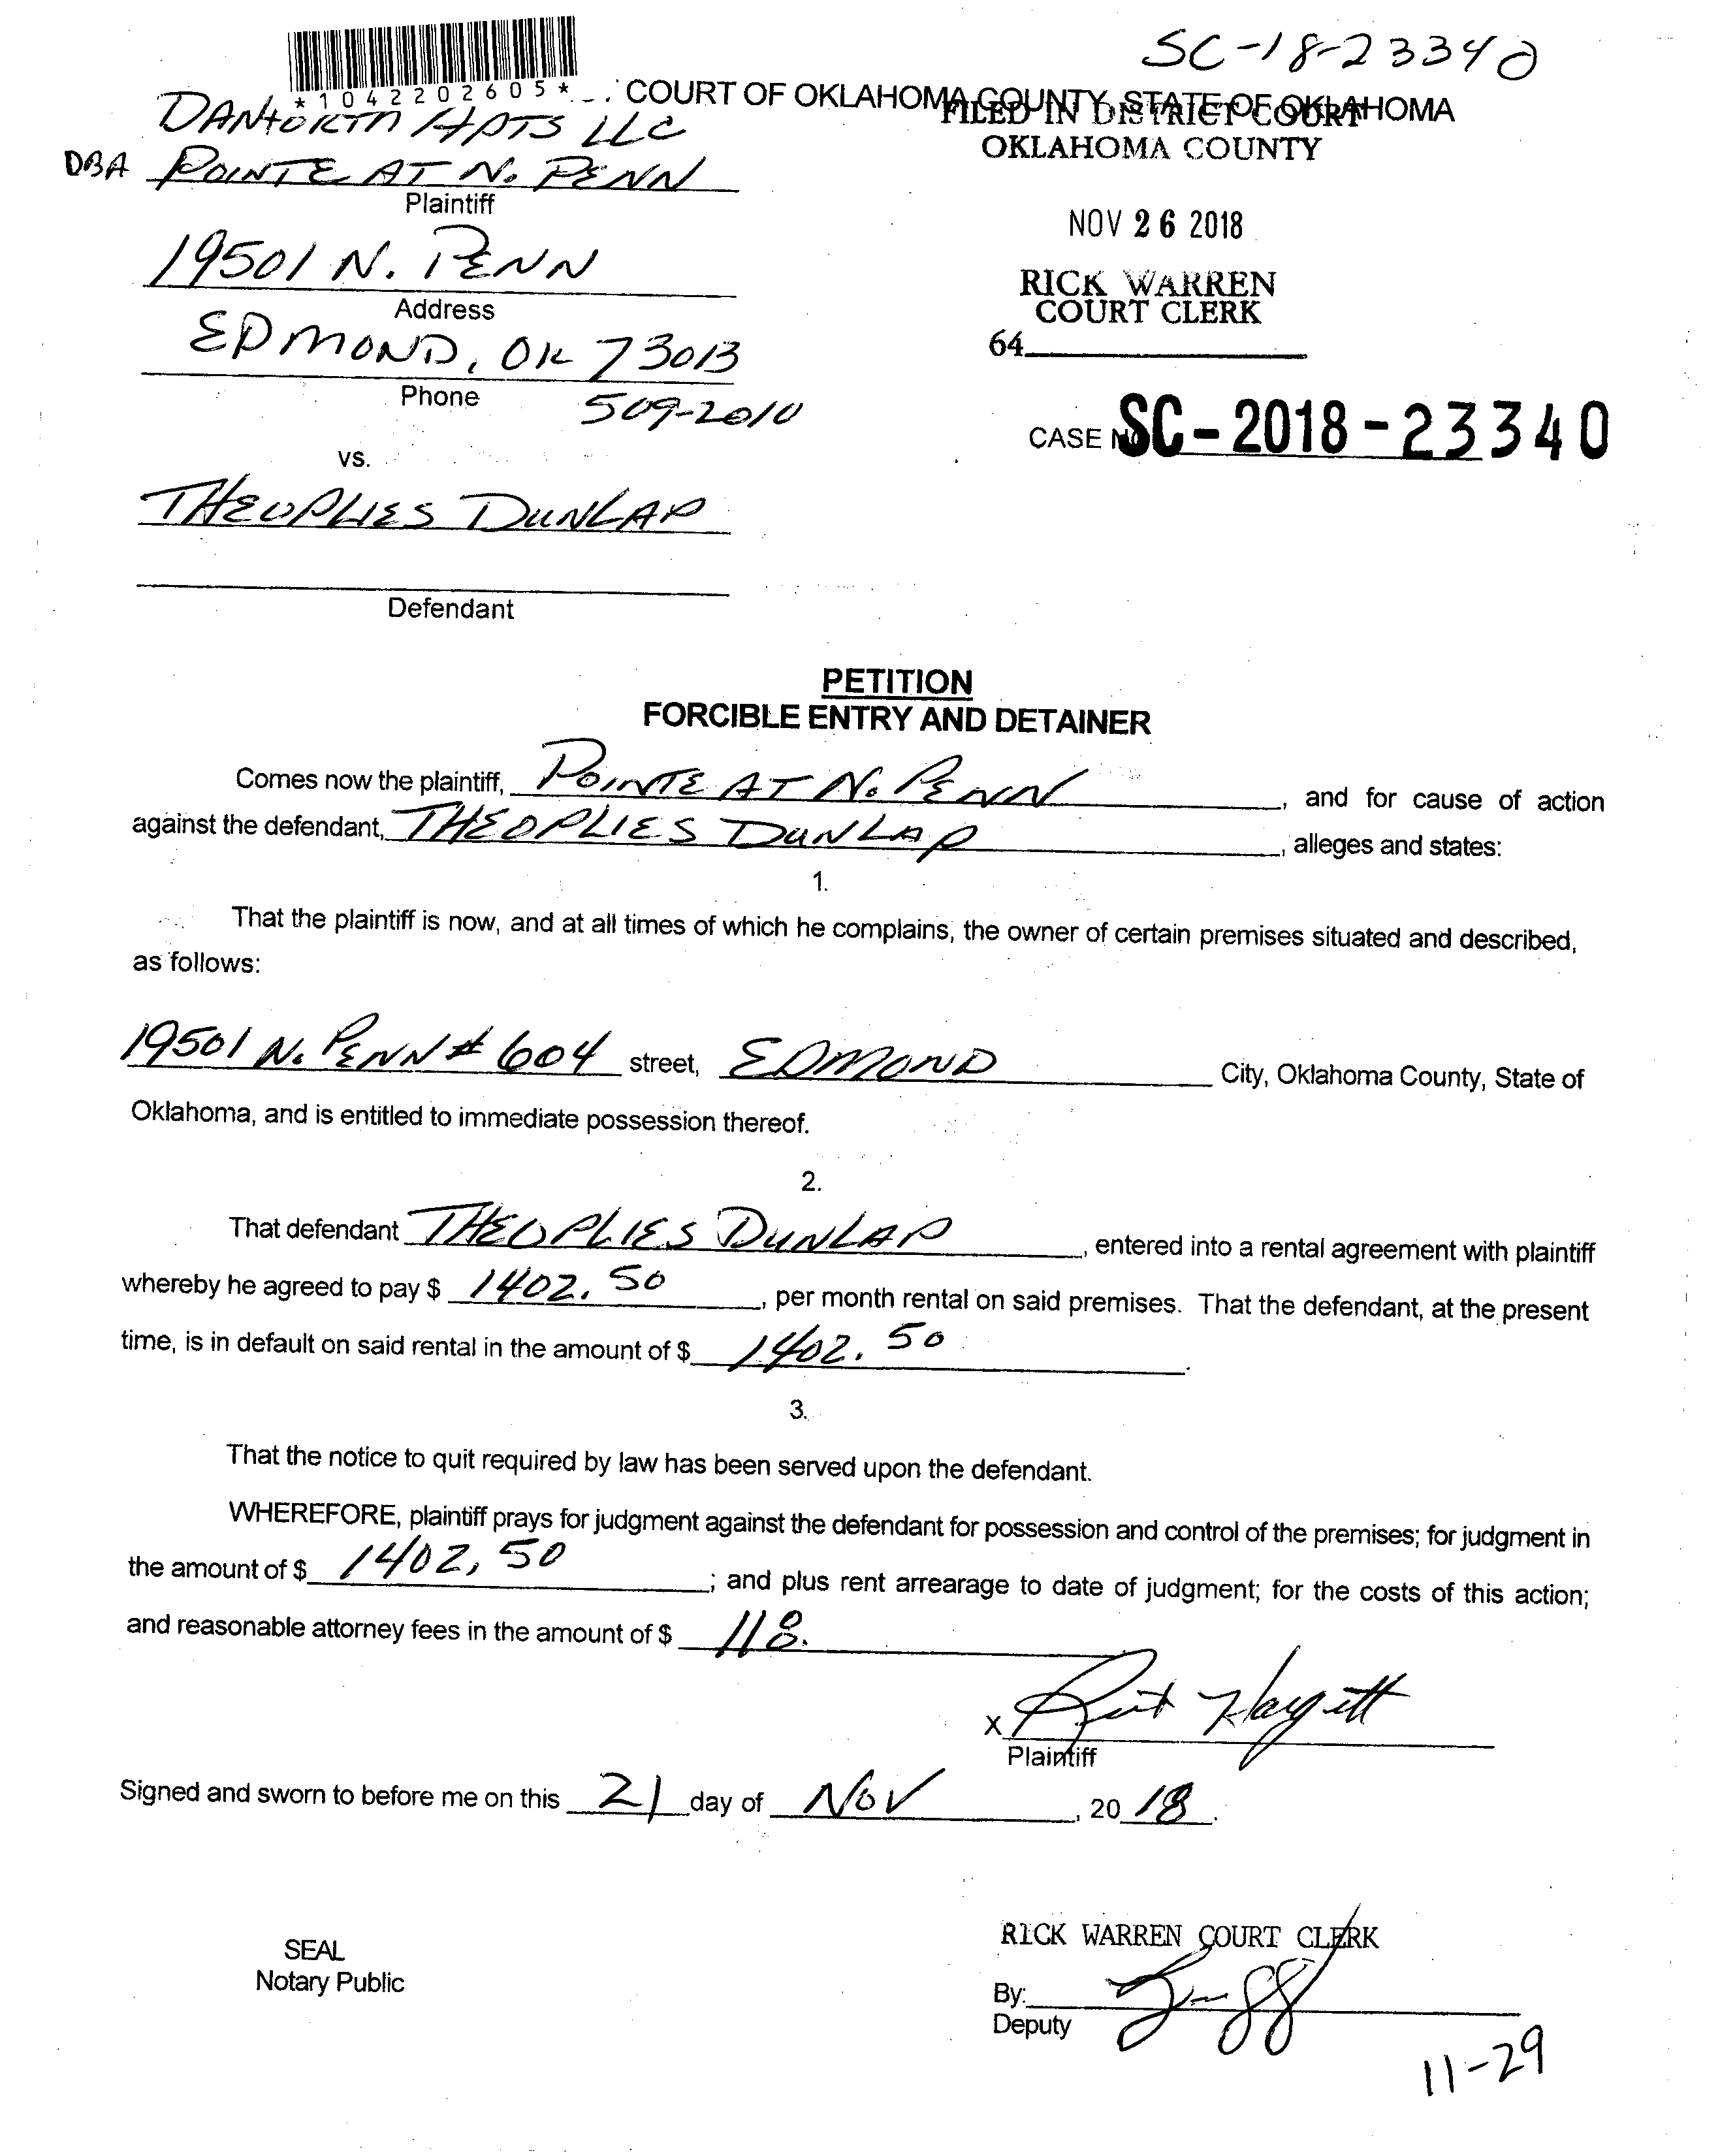 SC-18-23340
*1042202605*
COURT OF OKLAHOMA COUNTY, STATE OF OKLAHOMA
FILED IN DISTRICT COURT
OKLAHOMA COUNTY
DANFORTH APTS LLC
DBA POINTE AT N. PENN
Plaintiff
NOV 26 2018
19501 N. PENN
Address
RICK WARREN
COURT CLERK
64
EDMOND, OK 73013
Phone 509-2010
CASE NO. SC-2018-23340
vs.
THEOPLIES DUNLAP
Defendant
PETITION
FORCIBLE ENTRY AND DETAINER
Comes now the plaintiff, POINTE AT N. PENN, and for cause of action
against the defendant, THEOPLIES DUNLAP, alleges and states:
1.
That the plaintiff is now, and at all times of which he complains, the owner of certain premises situated and described,
as follows:
19501 N. PENN # 604 street, EDMOND City, Oklahoma County, State of
Oklahoma, and is entitled to immediate possession thereof.
2.
That defendant THEOPLIES DUNLAP, entered into a rental agreement with plaintiff
whereby he agreed to pay $ 1402.50, per month rental on said premises. That the defendant, at the present
time, is in default on said rental in the amount of $ 1402.50.
3.
That the notice to quit required by law has been served upon the defendant.
WHEREFORE, plaintiff prays for judgment against the defendant for possession and control of the premises; for judgment in
the amount of $ 1402,50; and plus rent arrearage to date of judgment; for the costs of this action;
and reasonable attorney fees in the amount of $ 118.
X
Plaintiff
Signed and sworn to before me on this 21 day of NOV, 2018.
RICK WARREN COURT CLERK
SEAL
Notary Public
By:
Deputy
11-29